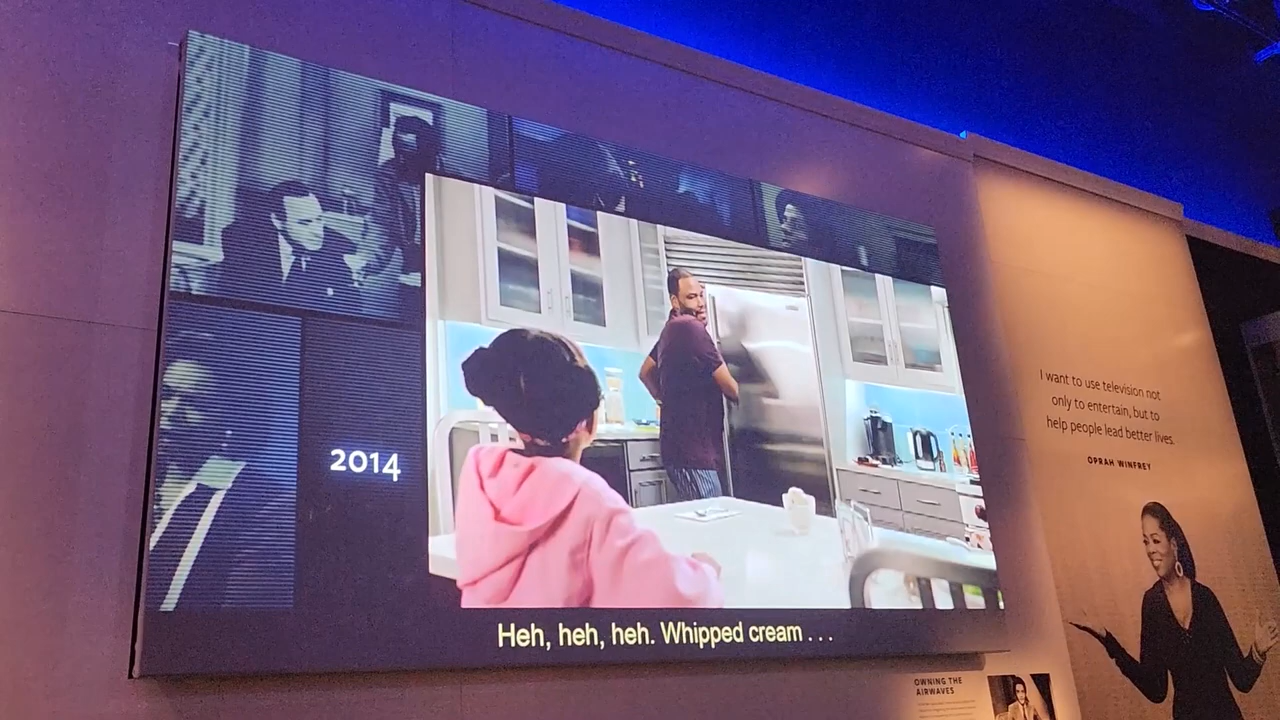 2014
Heh, heh, heh. Whipped cream . . .
I want to use television not
only to entertain, but to
help people lead better lives.
OPRAH WINFREY
OWNING THE
AIRWAVES